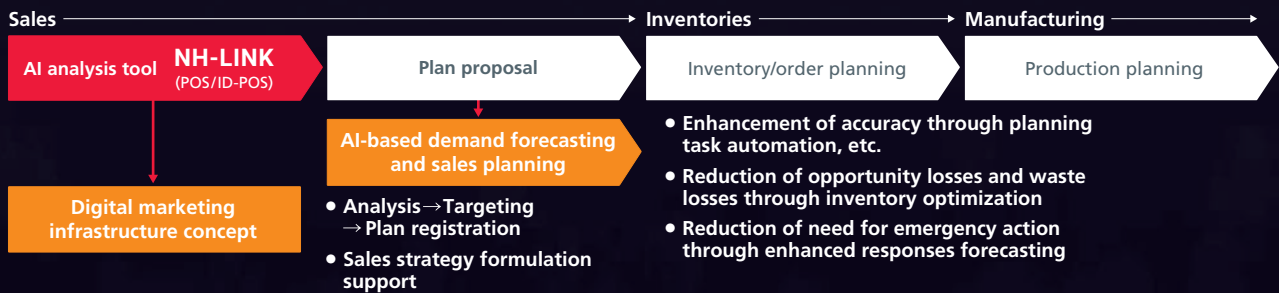 Sales
Inventories
Manufacturing
AI analysis tool NH-LINK
(POS/ID-POS)
Plan proposal
Inventory/order planning
Production planning
Digital marketing
infrastructure concept
AI-based demand forecasting
and sales planning
• Analysis→Targeting
→Plan registration
• Sales strategy formulation
support
• Enhancement of accuracy through planning
task automation, etc.
• Reduction of opportunity losses and waste
losses through inventory optimization
• Reduction of need for emergency action
through enhanced responses forecasting